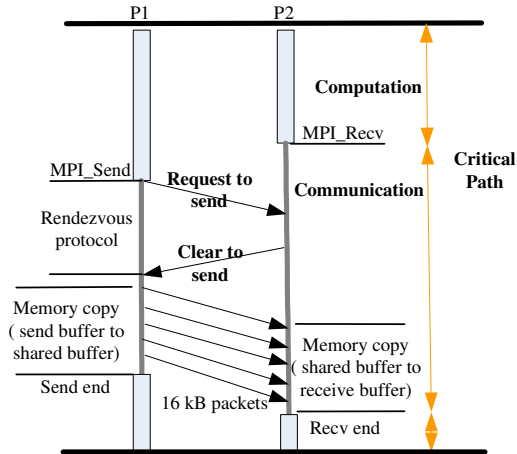 P1
P2
Computation
MPI_Recv
MPI_Send
Request to
send
Communication
Critical
Path
Rendezvous
protocol
Clear to
send
Memory copy
( send buffer to
shared buffer)
Memory copy
( shared buffer to
receive buffer)
Send end
16 kB packets
Recv end